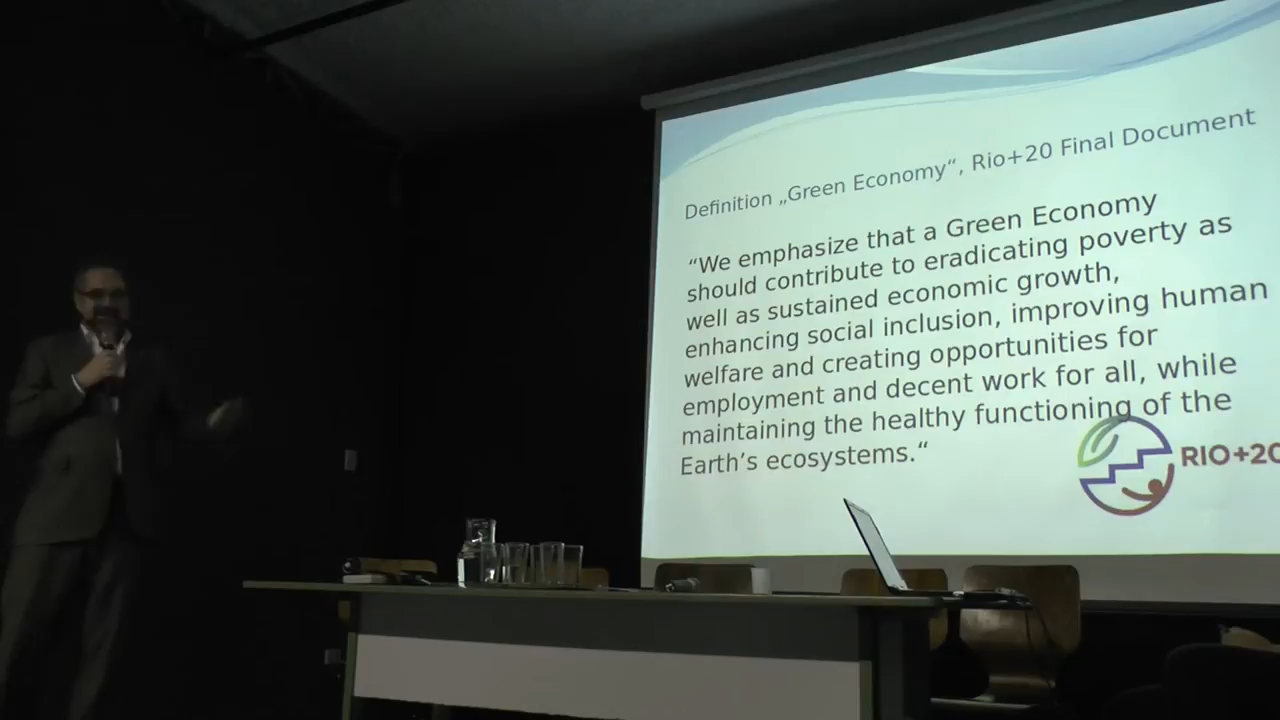 Definition „Green Economy“, Rio+20 Final Document
“We emphasize that a Green Economy
should contribute to eradicating poverty as
well as sustained economic growth,
enhancing social inclusion, improving human
welfare and creating opportunities for
employment and decent work for all, while
maintaining the healthy functioning of the
Earth’s ecosystems.“
RIO+20